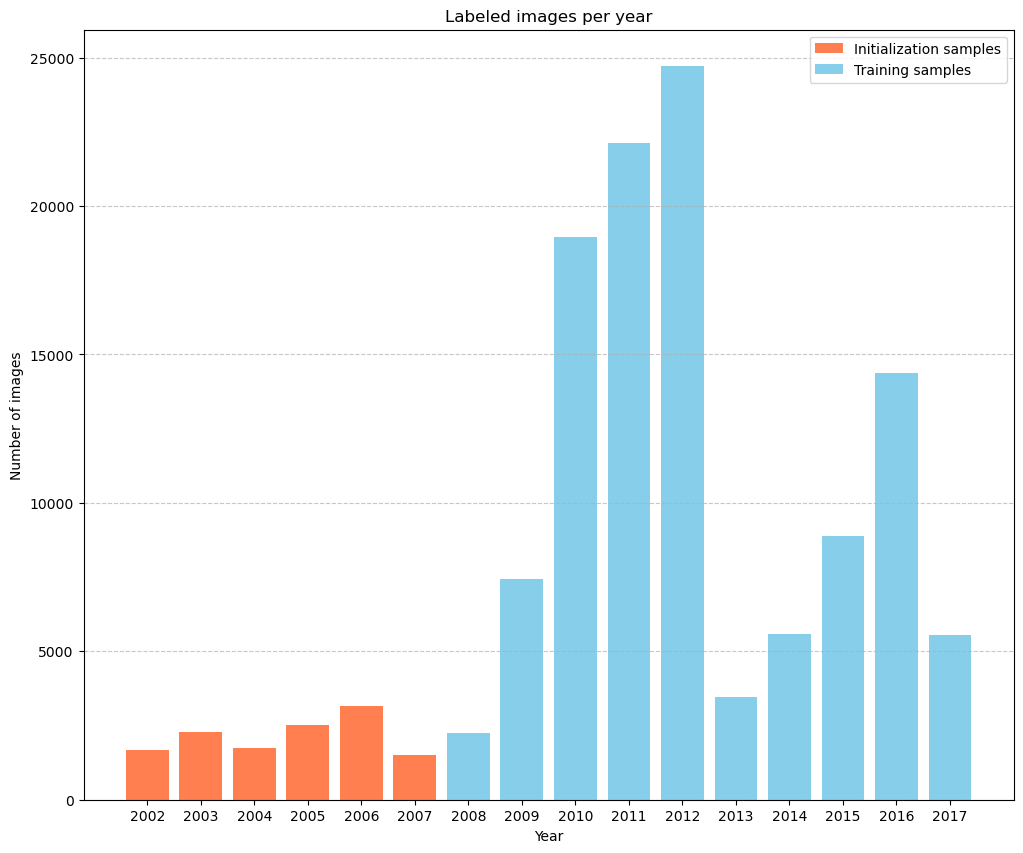 Labeled images per year
Initialization samples
Training samples
25000
20000
15000
10000
5000
0
Number of images
2002 2003 2004 2005 2006 2007 2008 2009 2010 2011 2012 2013 2014 2015 2016 2017
Year